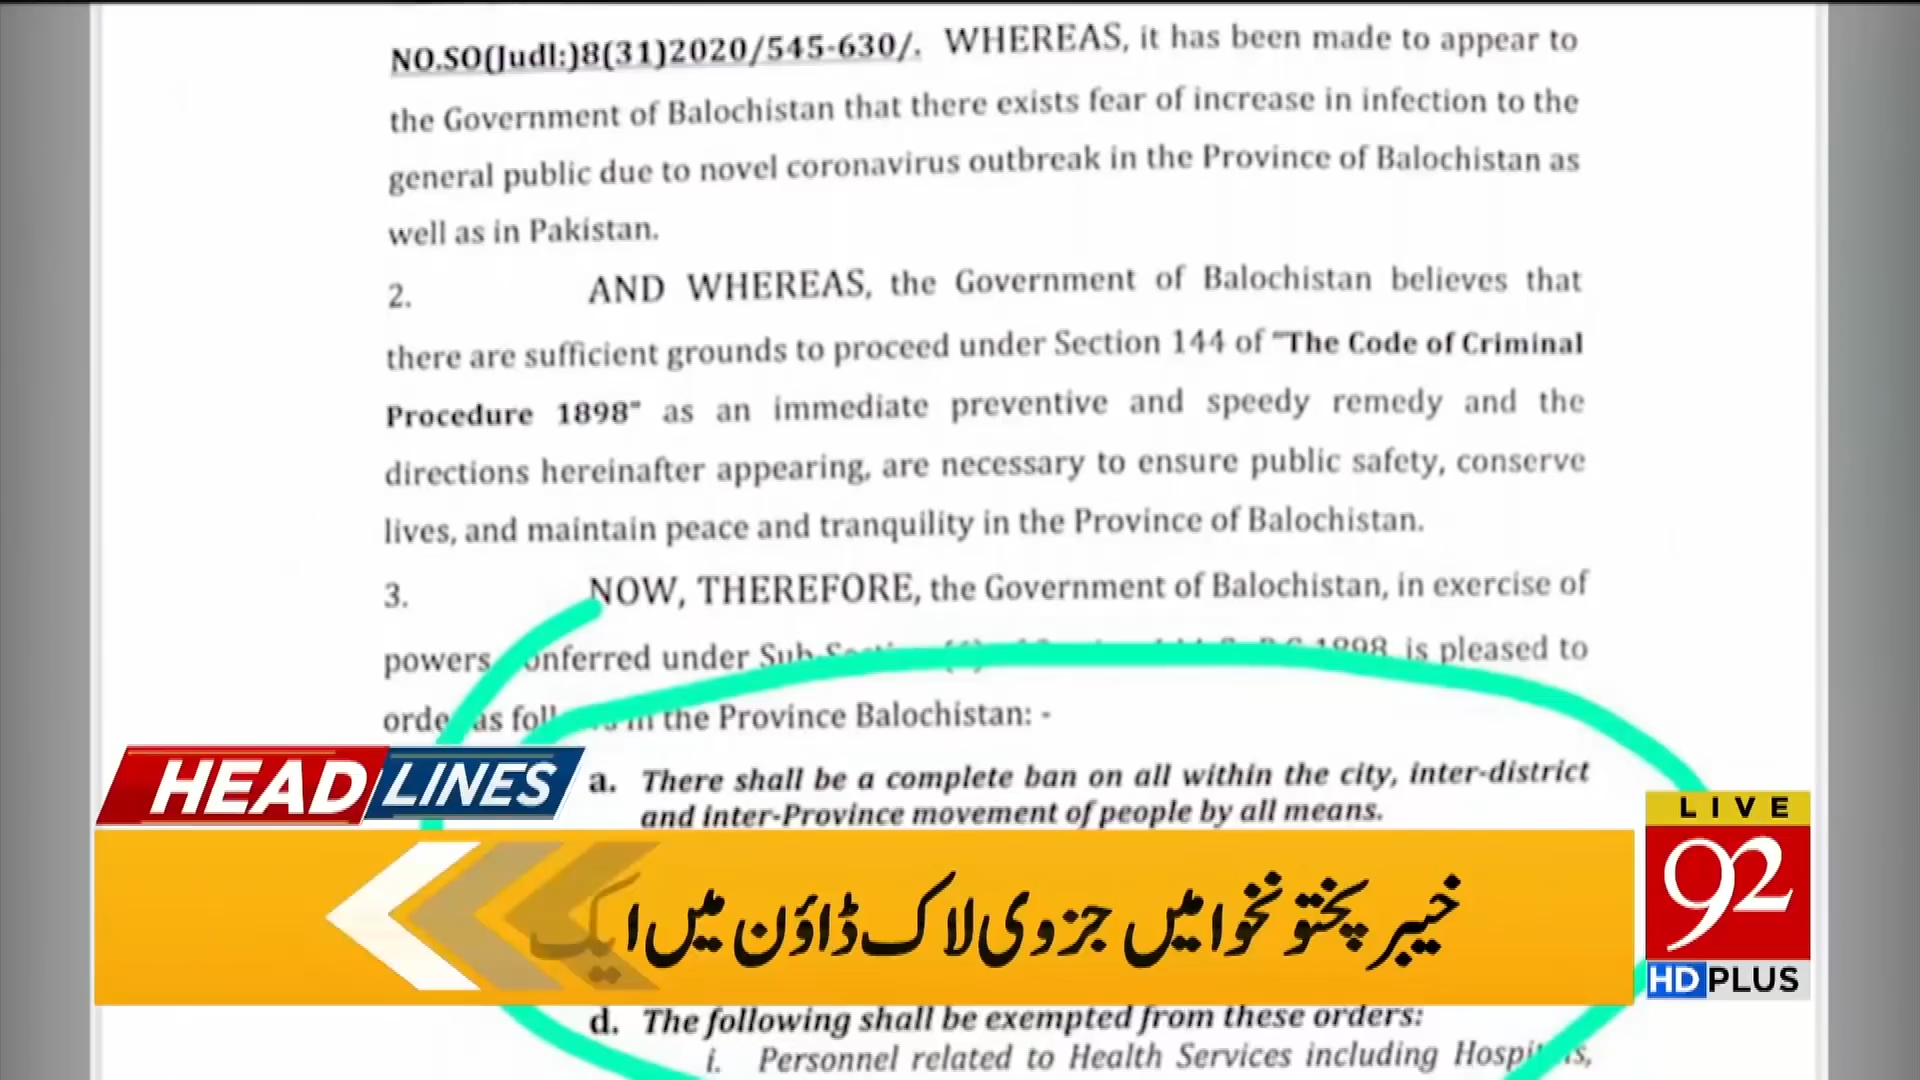 NO.SO(Judl:)8(31)2020/545-630/. WHEREAS, it has been made to appear to
the Government of Balochistan that there exists fear of increase in infection to the
general public due to novel coronavirus outbreak in the Province of Balochistan as
well as in Pakistan.
2. AND WHEREAS, the Government of Balochistan believes that
there are sufficient grounds to proceed under Section 144 of "The Code of Criminal
Procedure 1898" as an immediate preventive and speedy remedy and the
directions hereinafter appearing, are necessary to ensure public safety, conserve
lives, and maintain peace and tranquility in the Province of Balochistan.
3. NOW, THEREFORE, the Government of Balochistan, in exercise of
powers conferred under Sub 1898, is pleased to
order as in the Province Balochistan: -
a. There shall be a complete ban on all within the city, inter-district
and inter-Province movement of people by all means.
HEADLINES
LIVE
92
HD PLUS
خیبر پختونخوا میں جزوی لاک ڈاؤن میں ایک
d. The following shall be exempted from these orders:
i. Personnel related to Health Services including Hospitals,